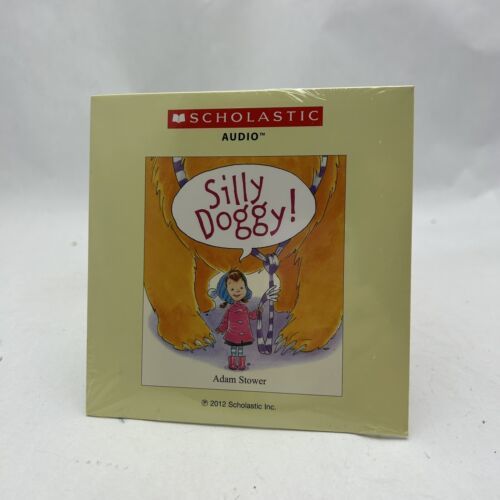 SCHOLASTIC
AUDIO™
Silly
Doggy!
Adam Stower
℗ 2012 Scholastic Inc.